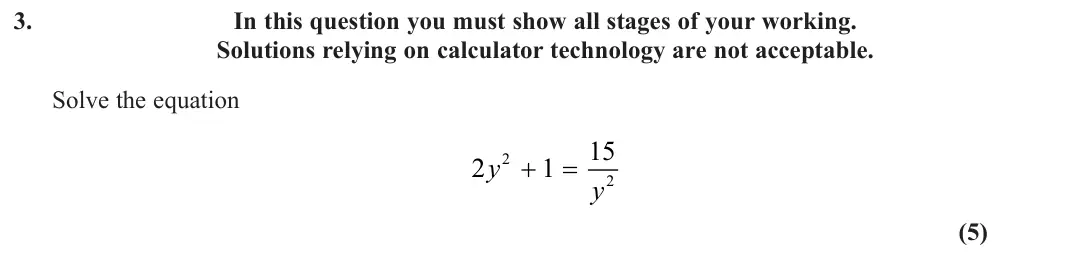 3. In this question you must show all stages of your working.
Solutions relying on calculator technology are not acceptable.
Solve the equation
2y² + 1 = 15/y²
(5)